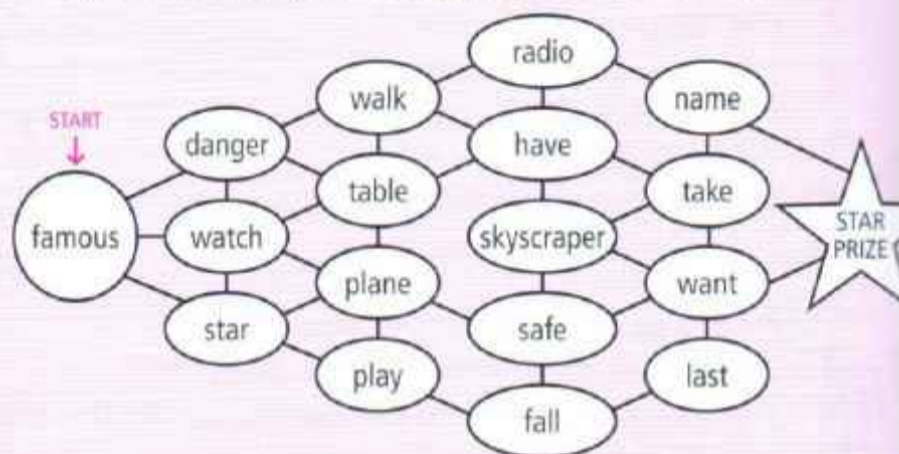 radio
walk
name
START
danger
have
table
take
famous
watch
skyscraper
STAR
PRIZE
plane
want
star
safe
play
last
fall